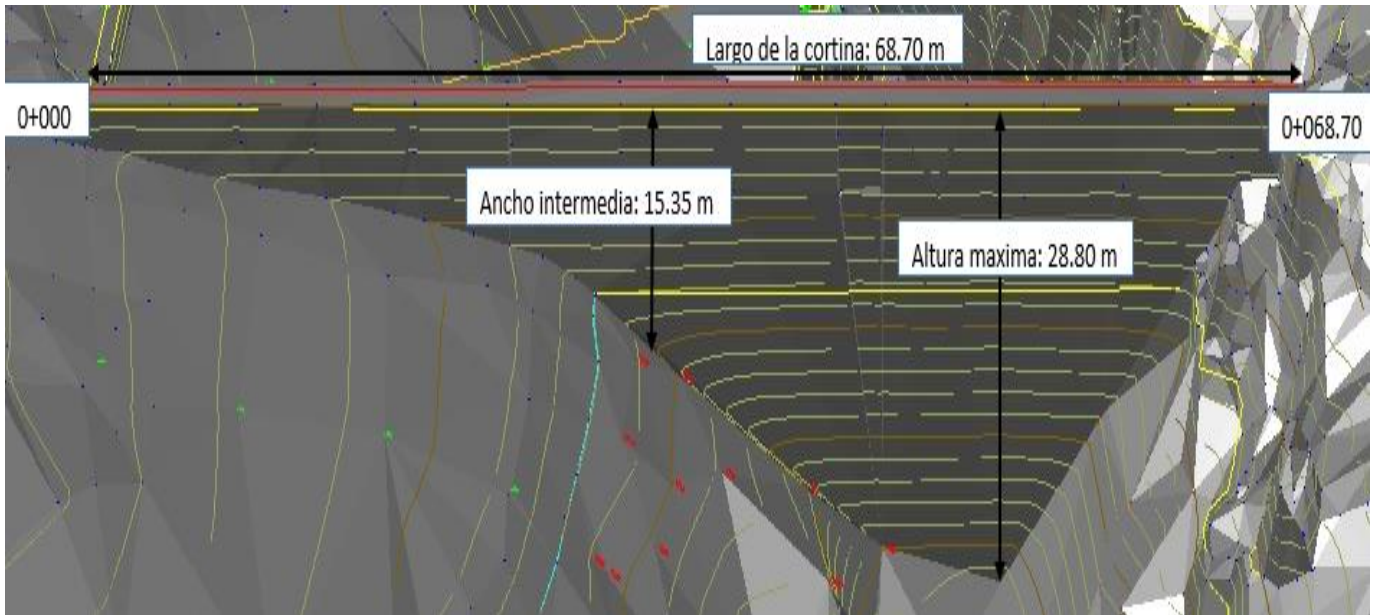 Largo de la cortina: 68.70 m
0+000
0+068.70
Ancho intermedia: 15.35 m
Altura maxima: 28.80 m